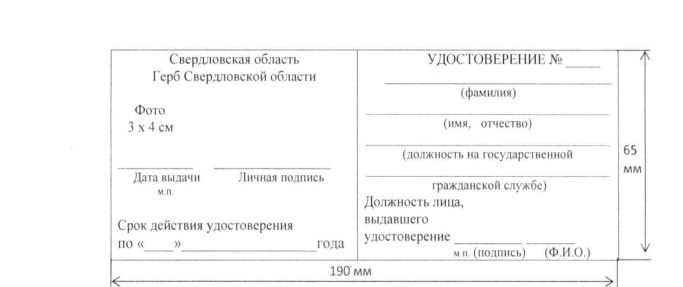 Свердловская область
Герб Свердловской области
Фото
3 x 4 см
Дата выдачи Личная подпись
м.п.
Срок действия удостоверения
по «____»____________________года
УДОСТОВЕРЕНИЕ № _____
(фамилия)
(имя, отчество)
(должность на государственной
гражданской службе)
Должность лица,
выдавшего
удостоверение __________ _________
м.п. (подпись) (Ф.И.О.)
65
мм
190 мм